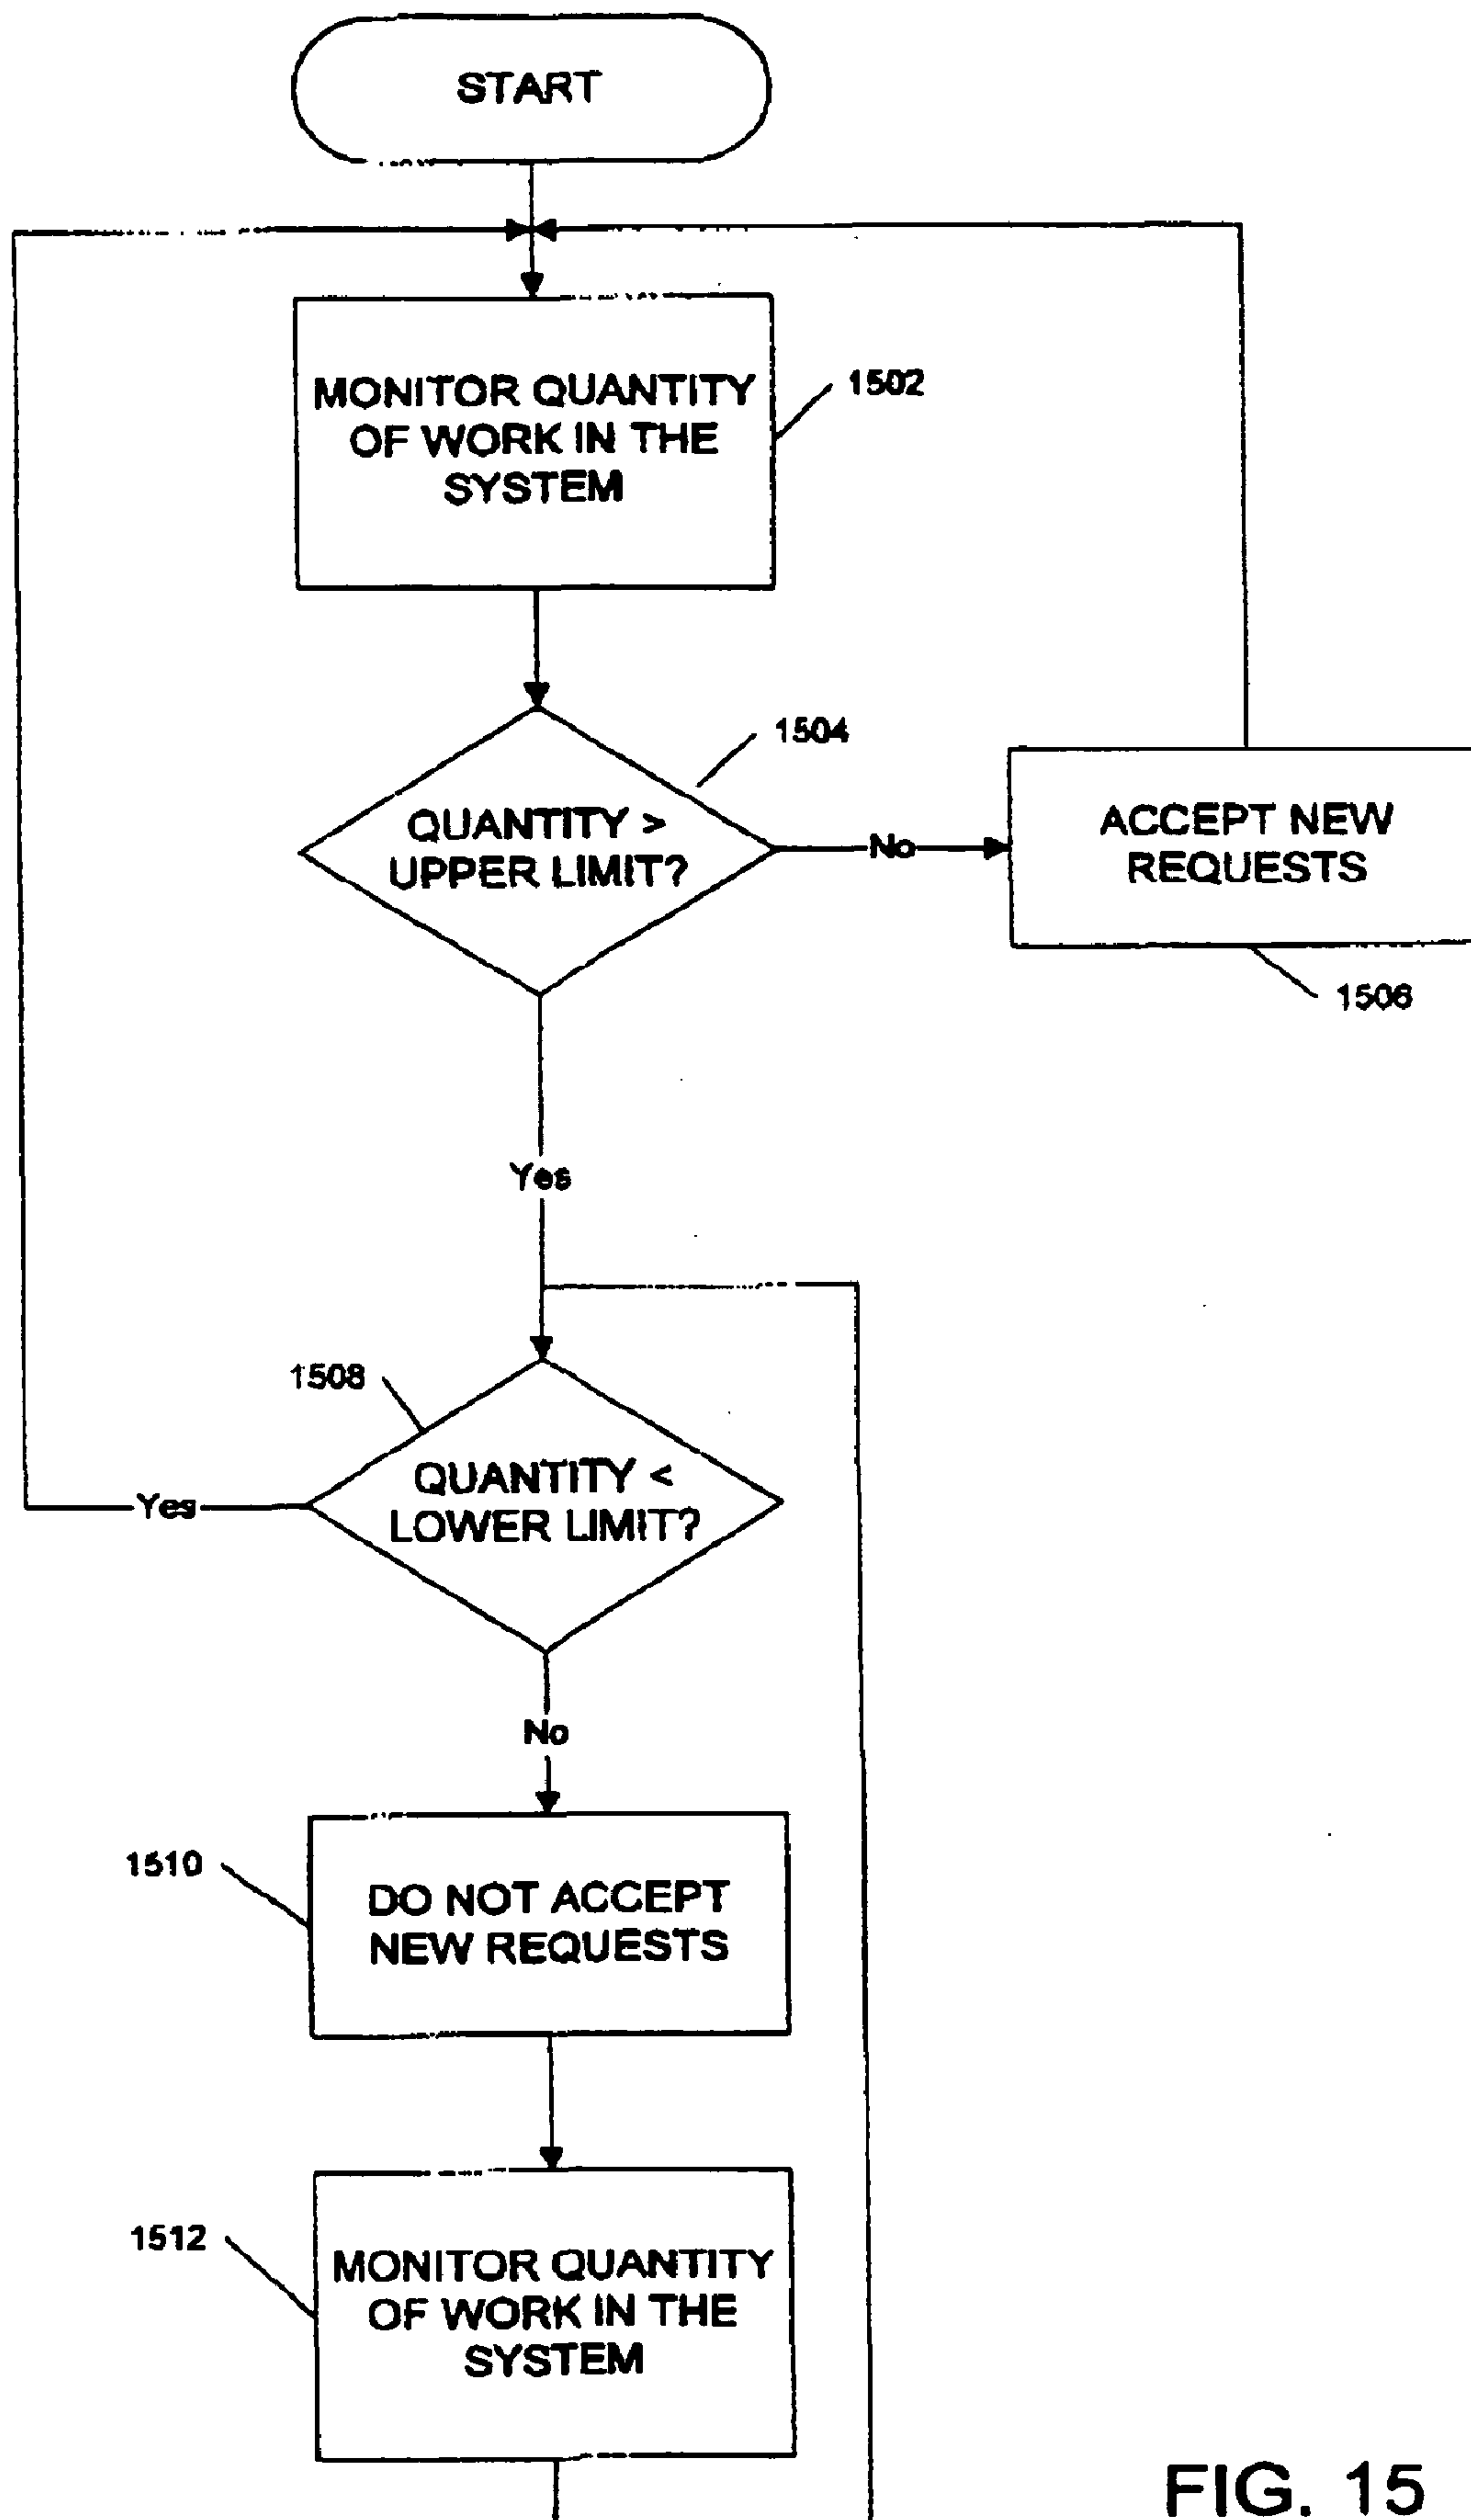 START
MONITOR QUANTITY
OF WORK IN THE
SYSTEM
1502
QUANTITY >
UPPER LIMIT?
1504
No
ACCEPT NEW
REQUESTS
1506
Yes
1508
QUANTITY <
LOWER LIMIT?
Yes
No
1510
DO NOT ACCEPT
NEW REQUESTS
1512
MONITOR QUANTITY
OF WORK IN THE
SYSTEM
FIG. 15